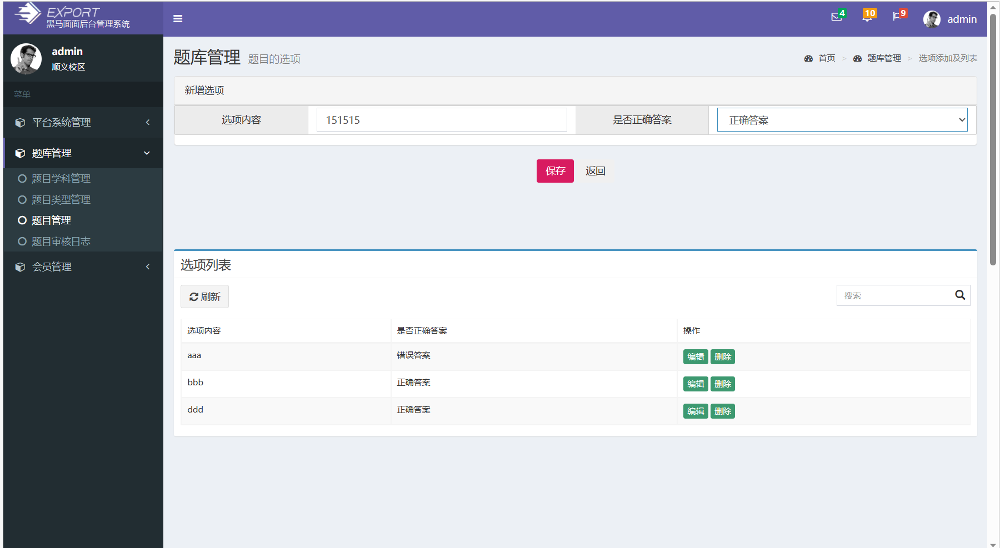 EXPORT
黑马面面后台管理系统
4
10
9
admin
admin
顺义校区
菜单
平台系统管理
题库管理
题目学科管理
题目类型管理
题目管理
题目审核日志
会员管理
题库管理 题目的选项
首页 > 题库管理 > 选项添加及列表
新增选项
选项内容 151515 是否正确答案 正确答案
保存 返回
选项列表
刷新 搜索
选项内容 是否正确答案 操作
aaa 错误答案 编辑 删除
bbb 正确答案 编辑 删除
ddd 正确答案 编辑 删除